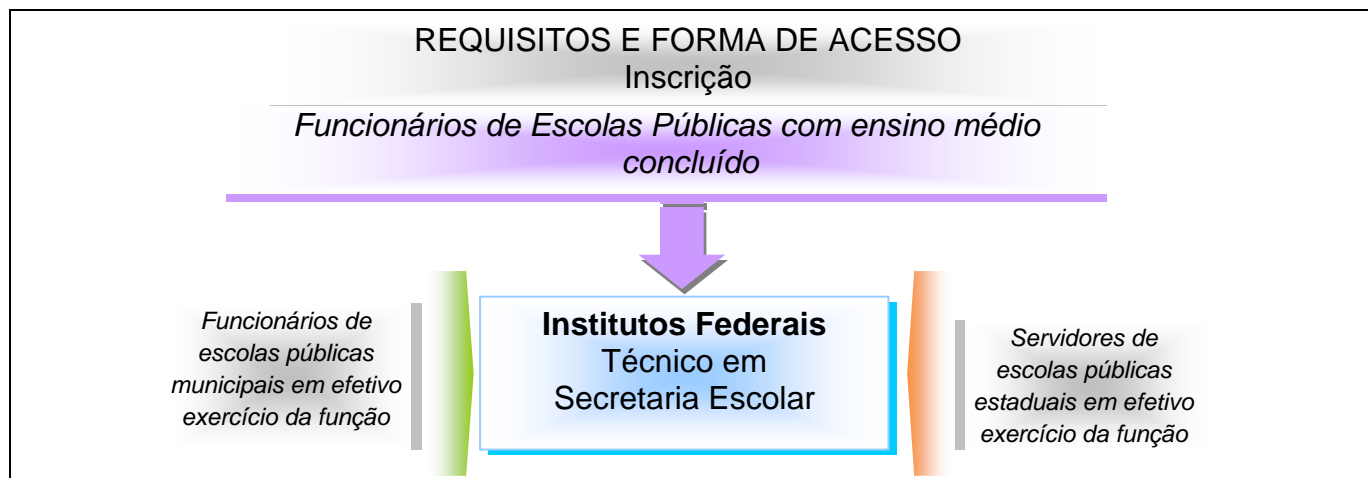 REQUISITOS E FORMA DE ACESSO
Inscrição
Funcionários de Escolas Públicas com ensino médio
concluído
Funcionários de
escolas públicas
municipais em efetivo
exercício da função
Institutos Federais
Técnico em
Secretaria Escolar
Servidores de
escolas públicas
estaduais em efetivo
exercício da função